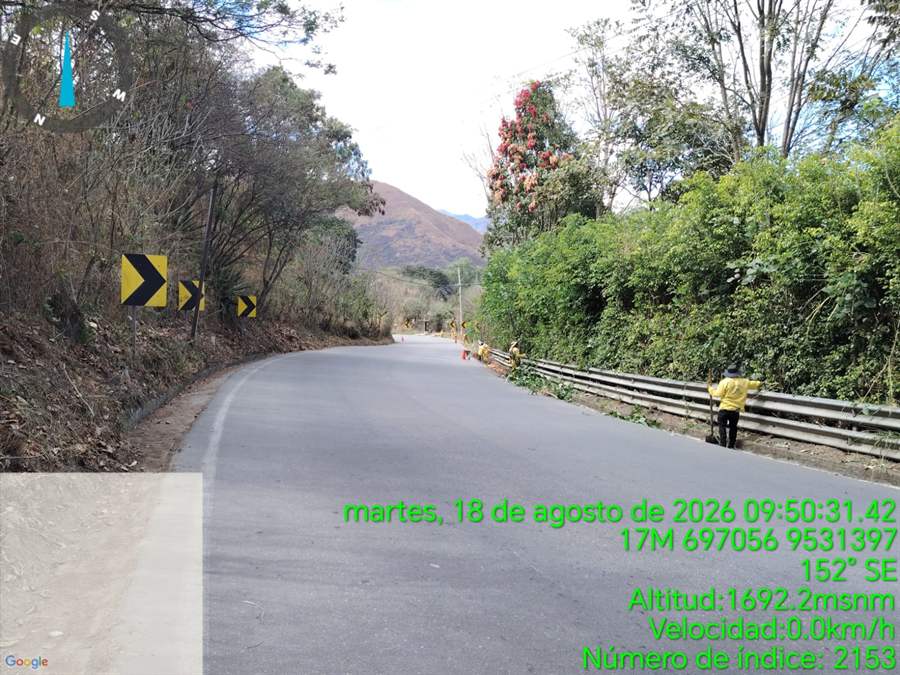 S
E
M
N
martes, 18 de agosto de 2026 09:50:31.42
17M 697056 9531397
152° SE
Altitud:1692.2msnm
Velocidad:0.0km/h
Número de índice: 2153
Google